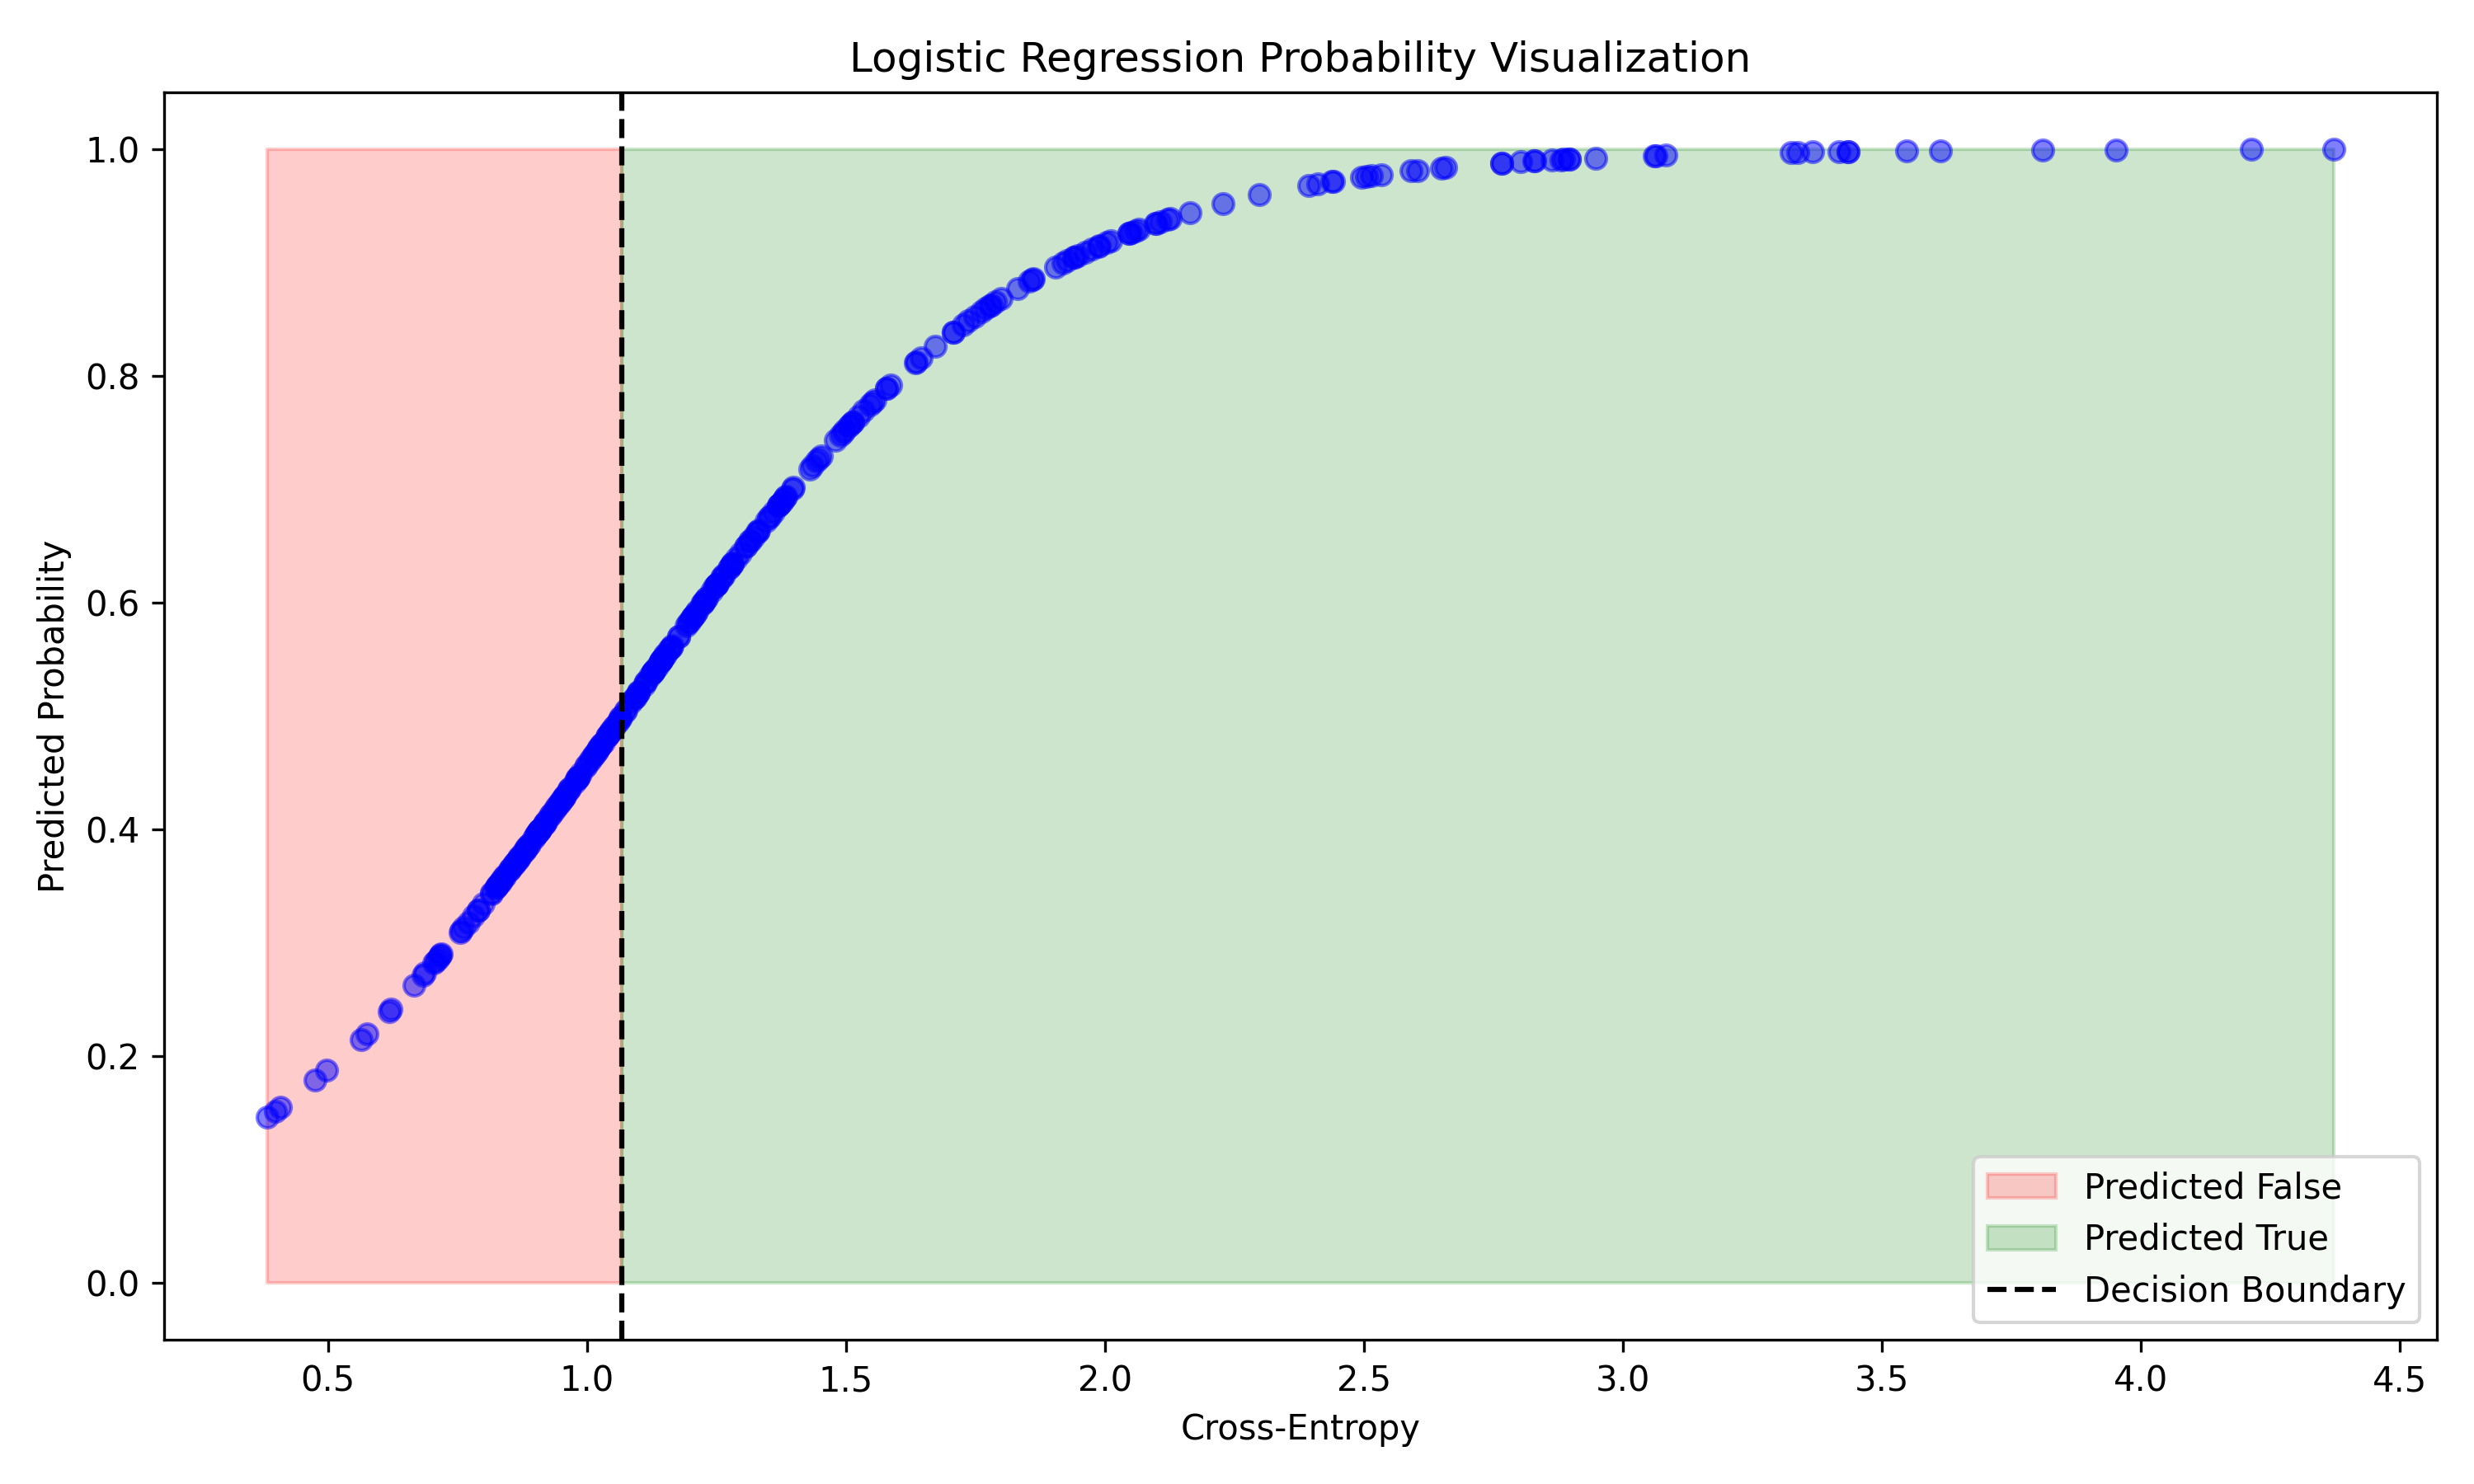 Logistic Regression Probability Visualization
1.0
0.8
0.6
0.4
0.2
0.0
Predicted Probability
Predicted False
Predicted True
Decision Boundary
0.5 1.0 1.5 2.0 2.5 3.0 3.5 4.0 4.5
Cross-Entropy